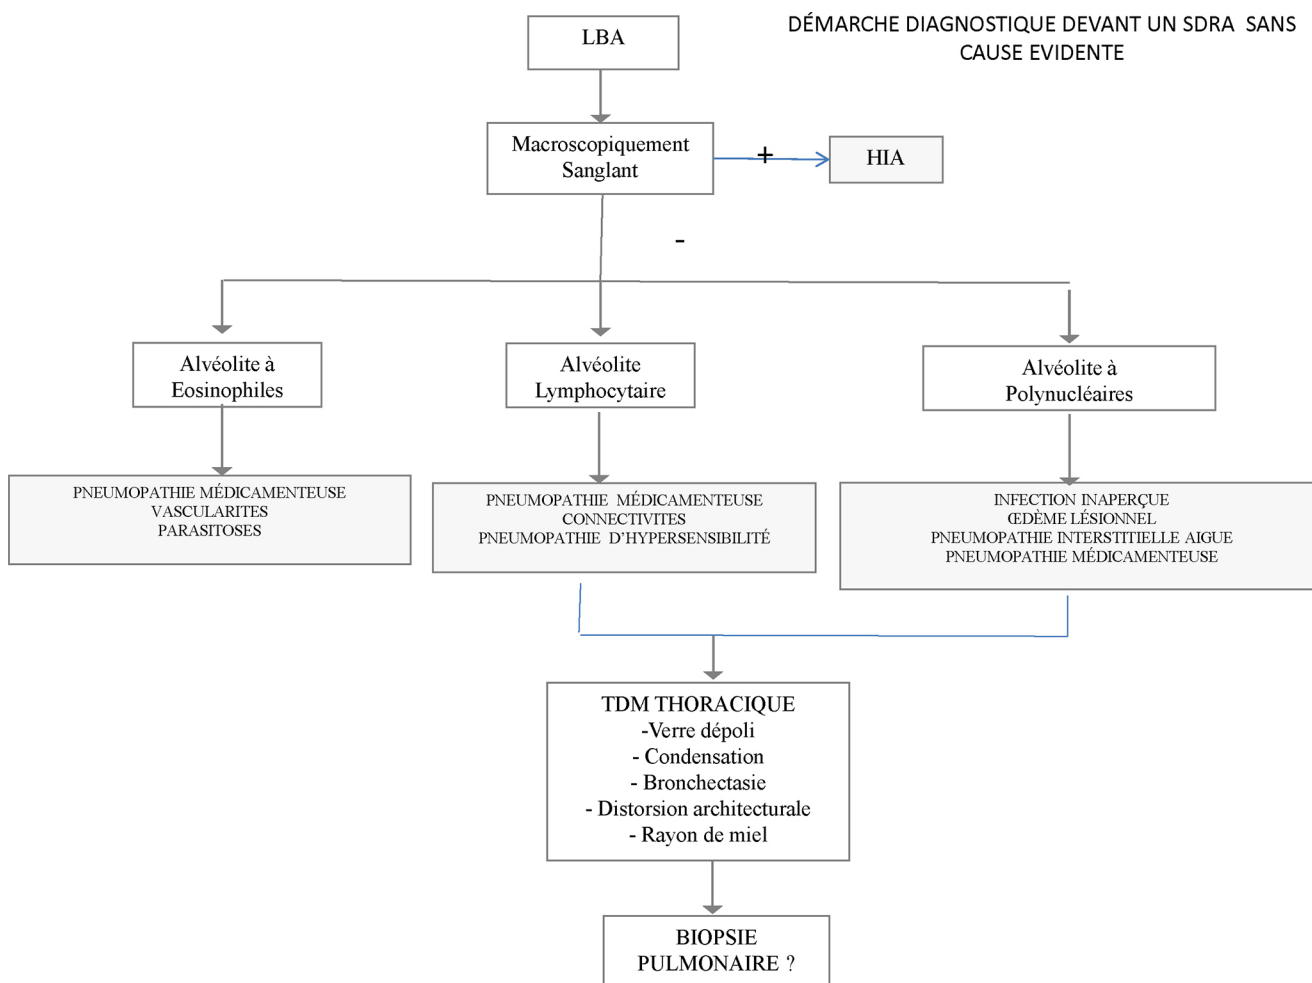 DÉMARCHE DIAGNOSTIQUE DEVANT UN SDRA SANS
CAUSE EVIDENTE
LBA
Macroscopiquement
Sanglant
+
HIA
-
Alvéolite à
Eosinophiles
Alvéolite
Lymphocytaire
Alvéolite à
Polynucléaires
PNEUMOPATHIE MÉDICAMENTEUSE
VASCULARITES
PARASITOSES
PNEUMOPATHIE MÉDICAMENTEUSE
CONNECTIVITES
PNEUMOPATHIE D’HYPERSENSIBILITÉ
INFECTION INAPERÇUE
ŒDÈME LÉSIONNEL
PNEUMOPATHIE INTERSTITIELLE AIGUE
PNEUMOPATHIE MÉDICAMENTEUSE
TDM THORACIQUE
-Verre dépoli
- Condensation
- Bronchectasie
- Distorsion architecturale
- Rayon de miel
BIOPSIE
PULMONAIRE ?